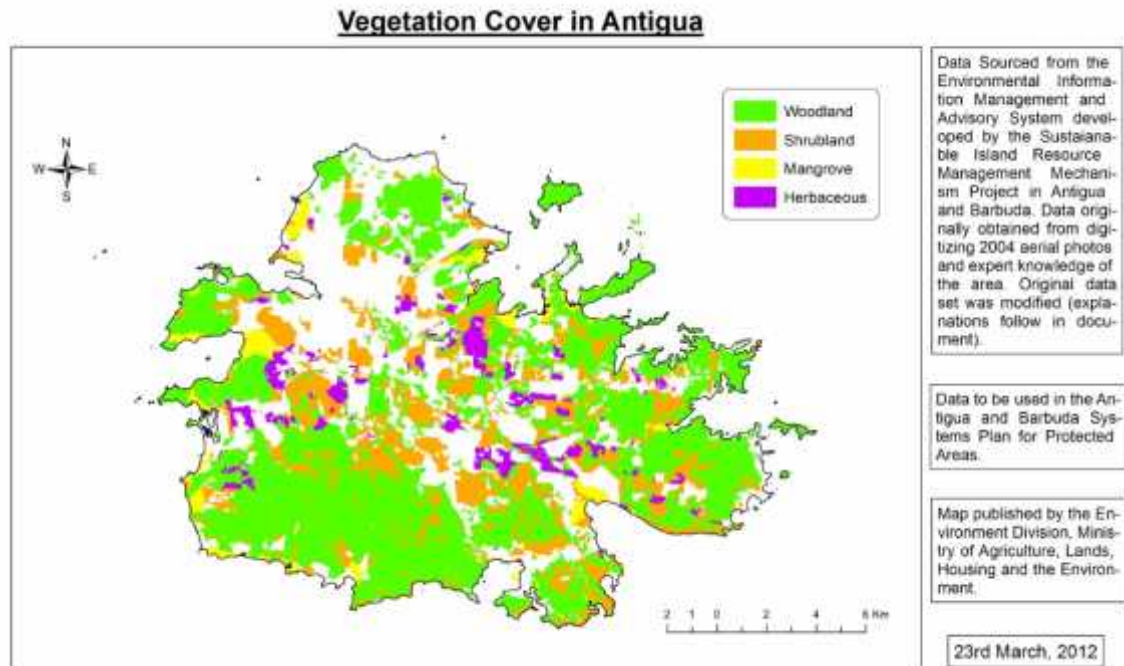 Vegetation Cover in Antigua
Woodland
Shrubland
Mangrove
Herbaceous
N
W E
S
2 1 0 2 4 6 Km
Data Sourced from the
Environmental Informa-
tion Management and
Advisory System devel-
oped by the Sustaiana-
ble Island Resource
Management Mechani-
sm Project in Antigua
and Barbuda. Data origi-
nally obtained from digi-
tizing 2004 aerial photos
and expert knowledge of
the area. Original data
set was modified (expla-
nations follow in docu-
ment).
Data to be used in the An-
tigua and Barbuda Sys-
tems Plan for Protected
Areas.
Map published by the En-
vironment Division, Minis-
try of Agriculture, Lands,
Housing and the Environ-
ment.
23rd March, 2012